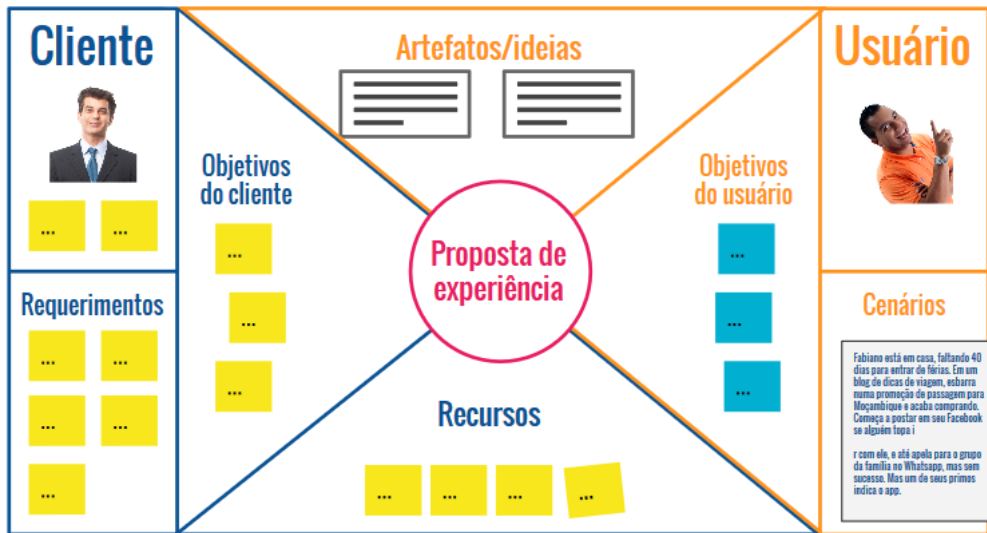 Cliente
...
...
Requerimentos
...
...
...
...
...
Objetivos
do cliente
...
...
...
Artefatos/ideias
Proposta de
experiência
Recursos
...
...
...
...
Objetivos
do usuário
...
...
...
Usuário
Cenários
Fabiano está em casa, faltando 40
dias para entrar de férias. Em um
blog de dicas de viagem, esbarra
numa promoção de passagem para
Moçambique e acaba comprando.
Começa a postar em seu Facebook
se alguém topa i
r com ele, e até apela para o grupo
da família no Whatsapp, mas sem
sucesso. Mas um de seus primos
indica o app.